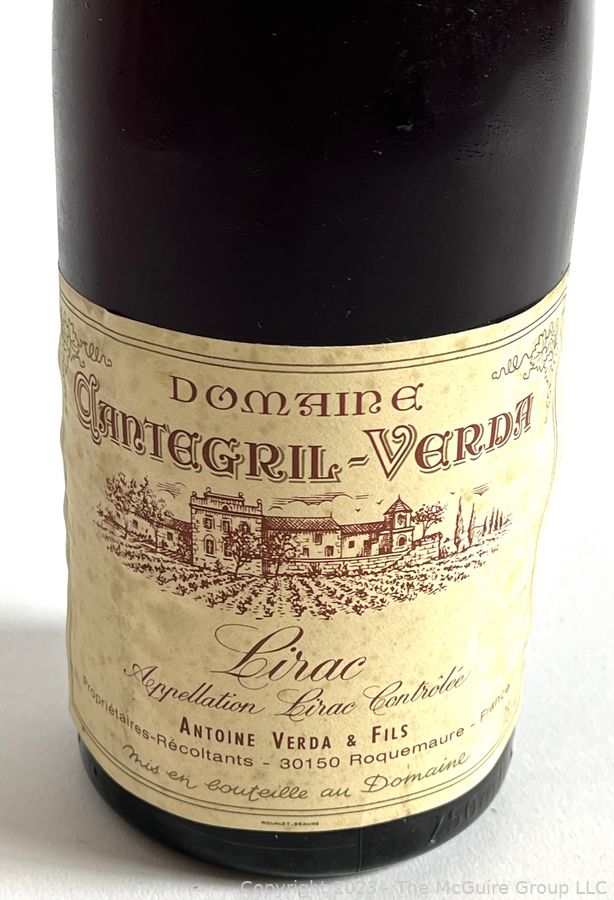 DOMAINE
CANTEGRIL-VERDA
Lirac
Appellation Lirac Contrôlée
ANTOINE VERDA & FILS
Propriétaires-Récoltants - 30150 Roquemaure - France
Mis en bouteille au Domaine
ROUALET.BEAUNE
750
Copyright 2023 - The McGuire Group LLC